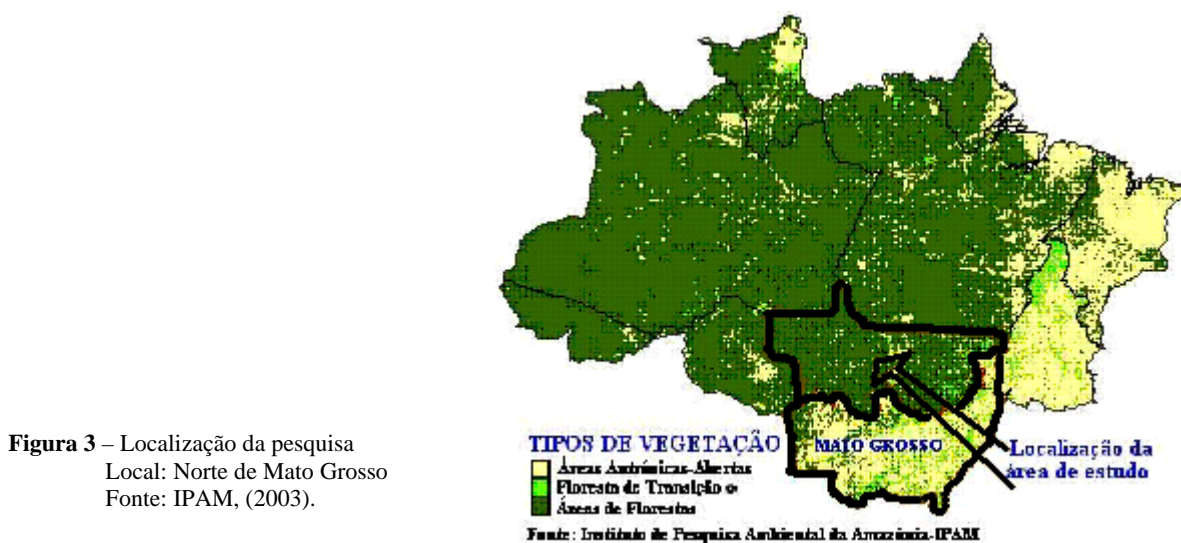 Figura 3 – Localização da pesquisa
Local: Norte de Mato Grosso
Fonte: IPAM, (2003).
TIPOS DE VEGETAÇÃO
Áreas Antrópicas-Abertas
Floresta de Transição e
Áreas de Florestas
MATO GROSSO
Localização da
área de estudo
Fonte: Instituto de Pesquisa Ambiental da Amazônia-IPAM